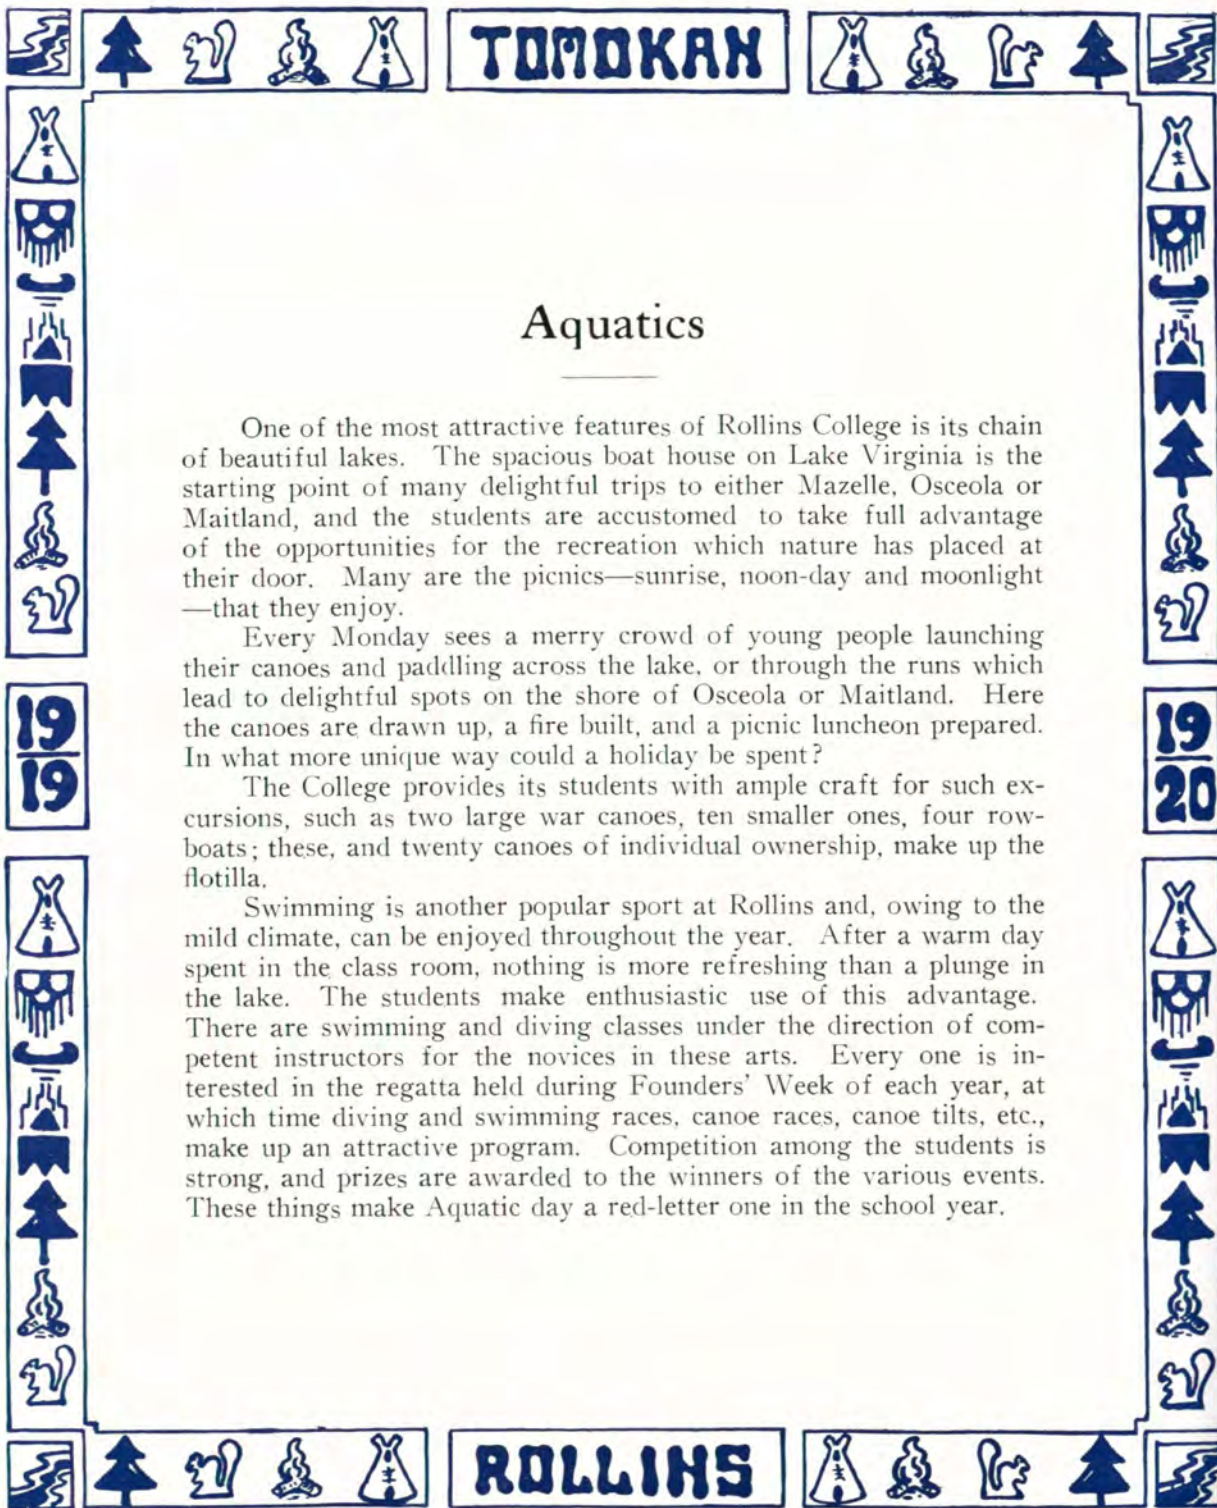 TOMOKAN
Aquatics
One of the most attractive features of Rollins College is its chain
of beautiful lakes. The spacious boat house on Lake Virginia is the
starting point of many delightful trips to either Mazelle, Osceola or
Maitland, and the students are accustomed to take full advantage
of the opportunities for the recreation which nature has placed at
their door. Many are the picnics—sunrise, noon-day and moonlight
—that they enjoy.
Every Monday sees a merry crowd of young people launching
their canoes and paddling across the lake, or through the runs which
lead to delightful spots on the shore of Osceola or Maitland. Here
the canoes are drawn up, a fire built, and a picnic luncheon prepared.
In what more unique way could a holiday be spent?
The College provides its students with ample craft for such ex-
cursions, such as two large war canoes, ten smaller ones, four row-
boats; these, and twenty canoes of individual ownership, make up the
flotilla.
Swimming is another popular sport at Rollins and, owing to the
mild climate, can be enjoyed throughout the year. After a warm day
spent in the class room, nothing is more refreshing than a plunge in
the lake. The students make enthusiastic use of this advantage.
There are swimming and diving classes under the direction of com-
petent instructors for the novices in these arts. Every one is in-
terested in the regatta held during Founders' Week of each year, at
which time diving and swimming races, canoe races, canoe tilts, etc.,
make up an attractive program. Competition among the students is
strong, and prizes are awarded to the winners of the various events.
These things make Aquatic day a red-letter one in the school year.
19
19
19
20
ROLLINS